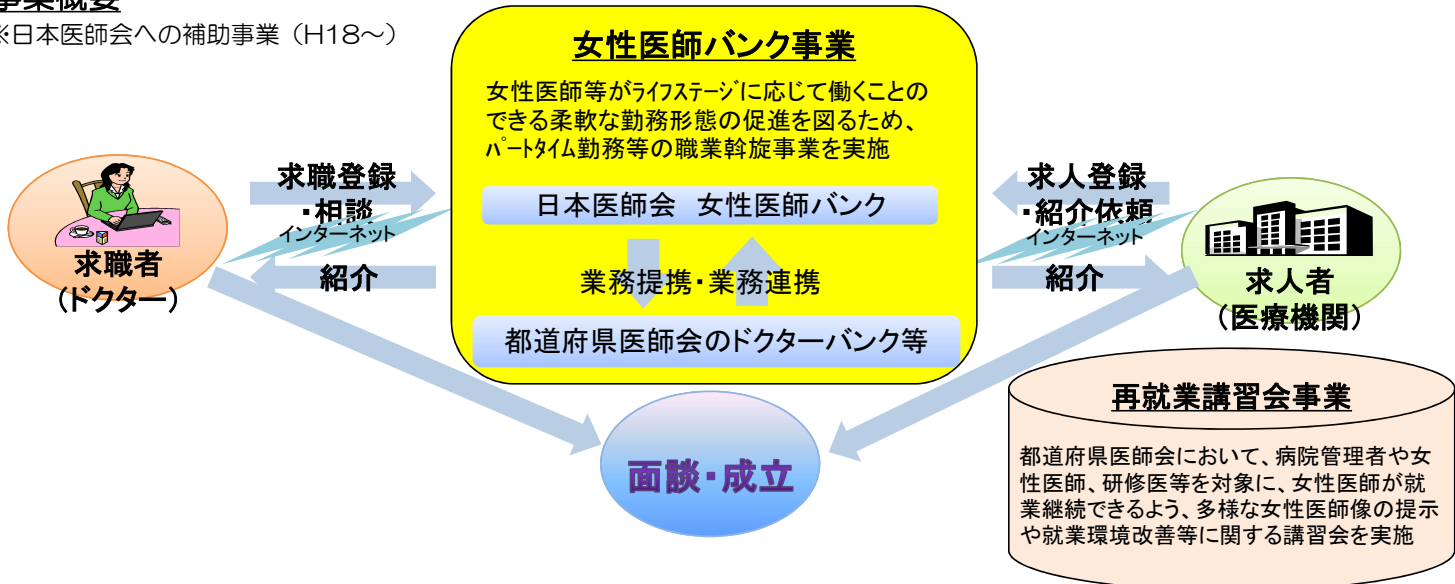 事業概要
※日本医師会への補助事業（H18～）
女性医師バンク事業
女性医師等がﾗｲﾌｽﾃｰｼﾞに応じて働くことの
できる柔軟な勤務形態の促進を図るため、
ﾊﾟｰﾄﾀｲﾑ勤務等の職業斡旋事業を実施
求職登録
・相談
インターネット
紹介
求職者
（ドクター）
日本医師会　女性医師バンク
業務提携・業務連携
都道府県医師会のドクターバンク等
求人登録
・紹介依頼
インターネット
紹介
求人者
（医療機関）
面談・成立
再就業講習会事業
都道府県医師会において、病院管理者や女
性医師、研修医等を対象に、女性医師が就
業継続できるよう、多様な女性医師像の提示
や就業環境改善等に関する講習会を実施